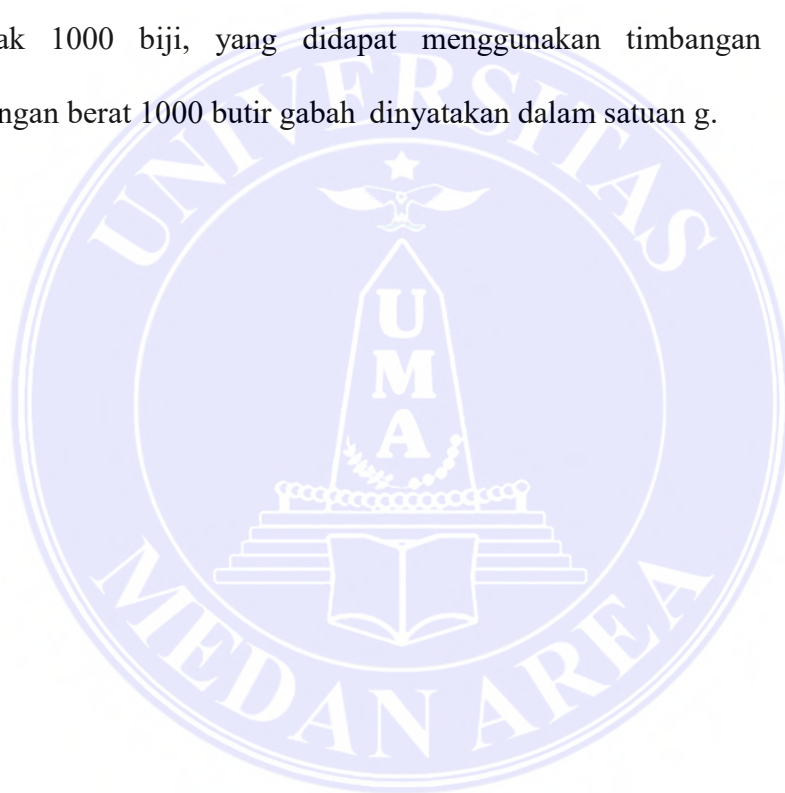 ak 1000 biji, yang didapat menggunakan timbangan
ngan berat 1000 butir gabah dinyatakan dalam satuan g.
UNIVERSITAS
U
M
A
MEDAN AREA